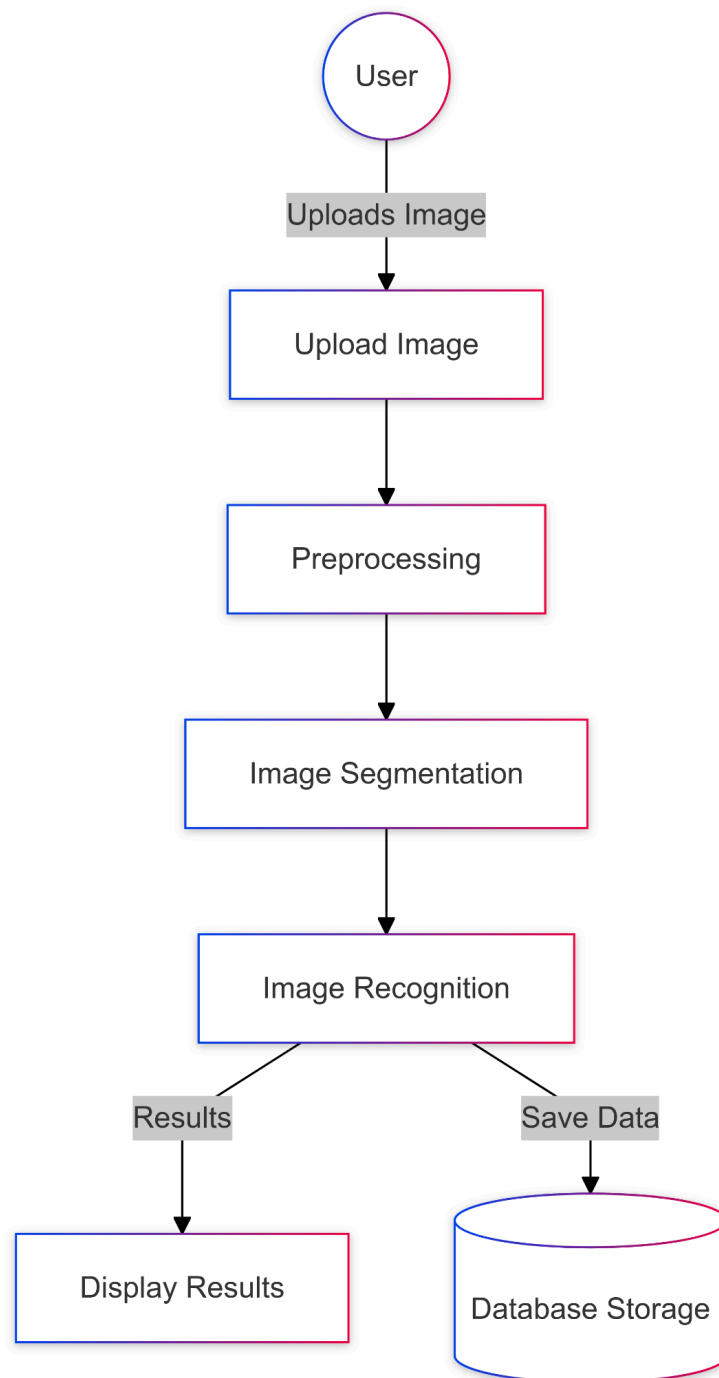 User
Uploads Image
Upload Image
Preprocessing
Image Segmentation
Image Recognition
Results
Save Data
Display Results
Database Storage